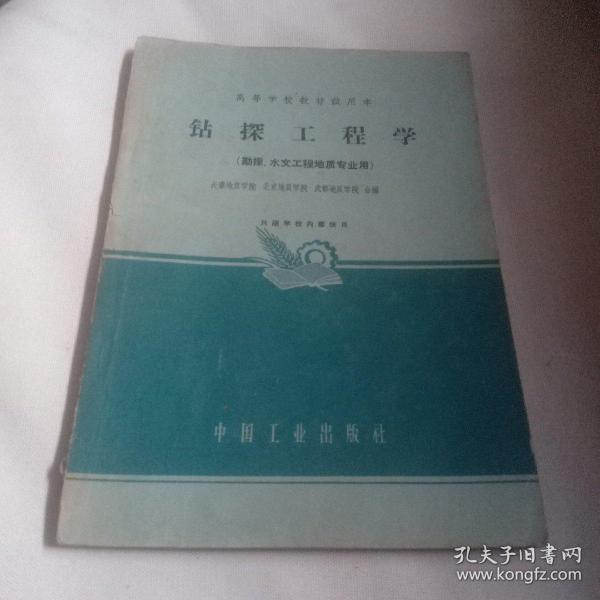 高等学校教材试用本
钻探工程学
(勘探、水文工程地质专业用)
长春地质学院 北京地质学院 成都地质学院 合编
只限学校内部使用
中国工业出版社
孔夫子旧书网
www.kongfz.com